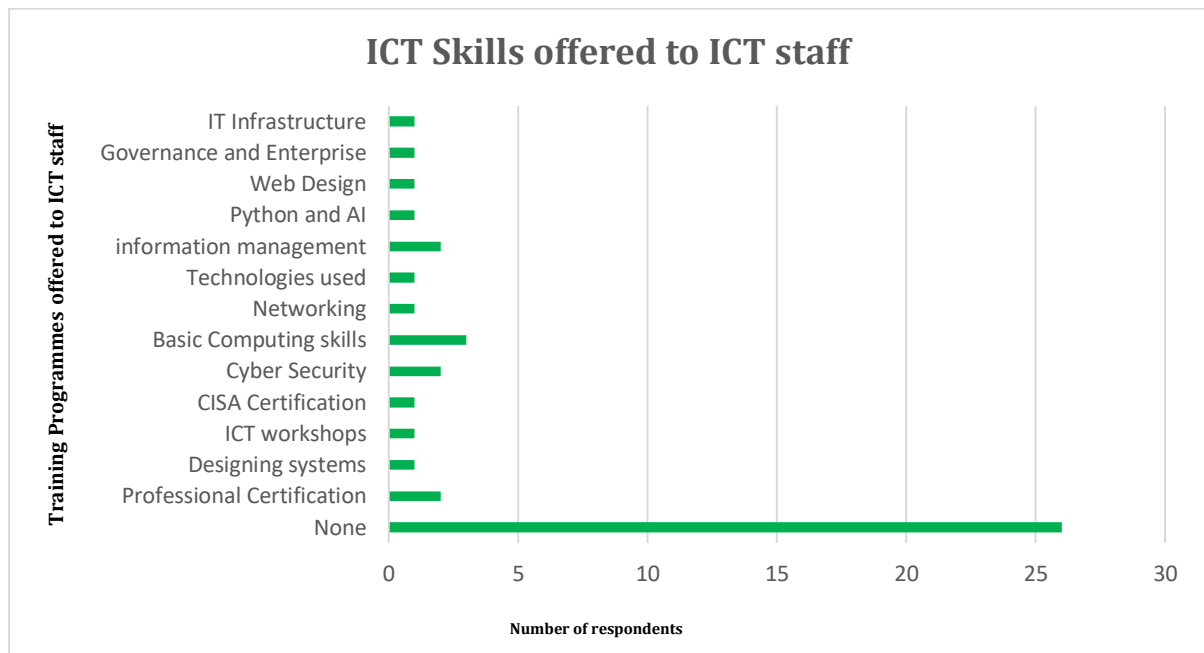 ICT Skills offered to ICT staff
Training Programmes offered to ICT staff
IT Infrastructure
Governance and Enterprise
Web Design
Python and AI
information management
Technologies used
Networking
Basic Computing skills
Cyber Security
CISA Certification
ICT workshops
Designing systems
Professional Certification
None
0 5 10 15 20 25 30
Number of respondents